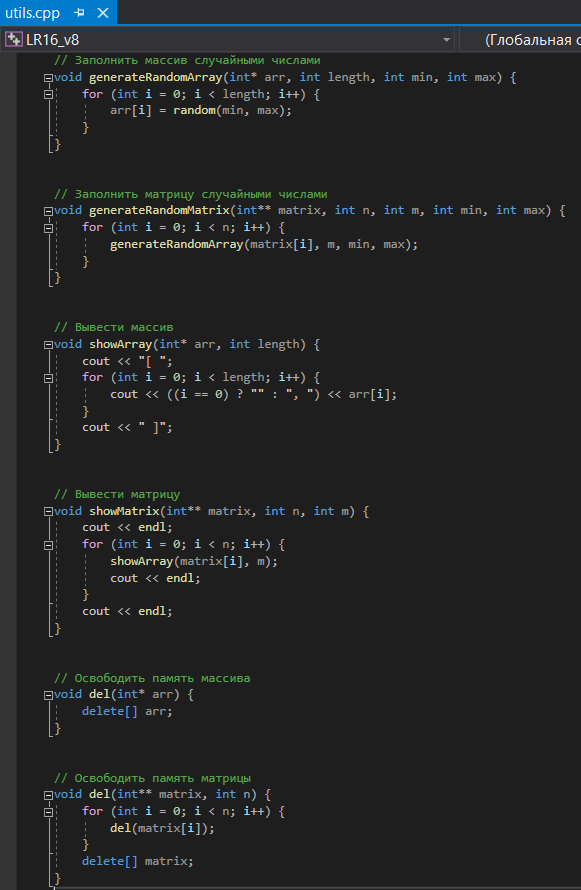 utils.cpp
LR16_v8
(Глобальная
// Заполнить массив случайными числами
void generateRandomArray(int* arr, int length, int min, int max) {
for (int i = 0; i < length; i++) {
arr[i] = random(min, max);
}
}
// Заполнить матрицу случайными числами
void generateRandomMatrix(int** matrix, int n, int m, int min, int max) {
for (int i = 0; i < n; i++) {
generateRandomArray(matrix[i], m, min, max);
}
}
// Вывести массив
void showArray(int* arr, int length) {
cout << "[ ";
for (int i = 0; i < length; i++) {
cout << ((i == 0) ? "" : ", ") << arr[i];
}
cout << " ]";
}
// Вывести матрицу
void showMatrix(int** matrix, int n, int m) {
cout << endl;
for (int i = 0; i < n; i++) {
showArray(matrix[i], m);
cout << endl;
}
cout << endl;
}
// Освободить память массива
void del(int* arr) {
delete[] arr;
}
// Освободить память матрицы
void del(int** matrix, int n) {
for (int i = 0; i < n; i++) {
del(matrix[i]);
}
delete[] matrix;
}